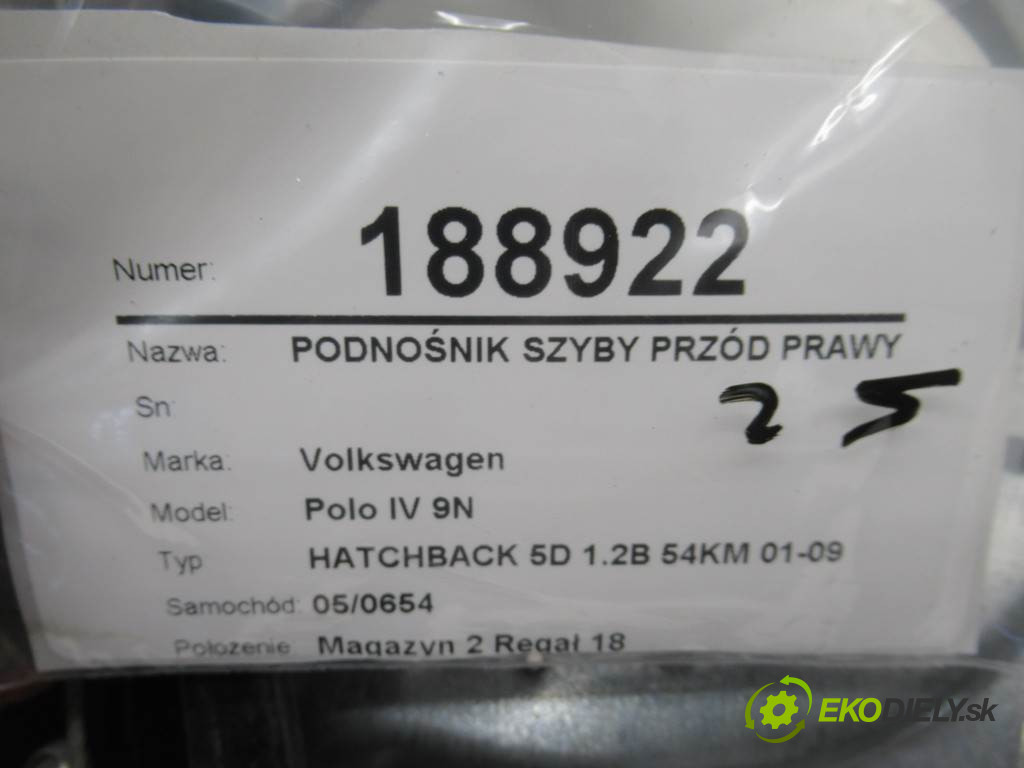 Numer: 188922
Nazwa: PODNOŚNIK SZYBY PRZÓD PRAWY
Sn:
2 5
Marka: Volkswagen
Model: Polo IV 9N
Typ HATCHBACK 5D 1.2B 54KM 01-09
Samochód: 05/0654
Położenie Magazyn 2 Regał 18
EKODIELY.sk